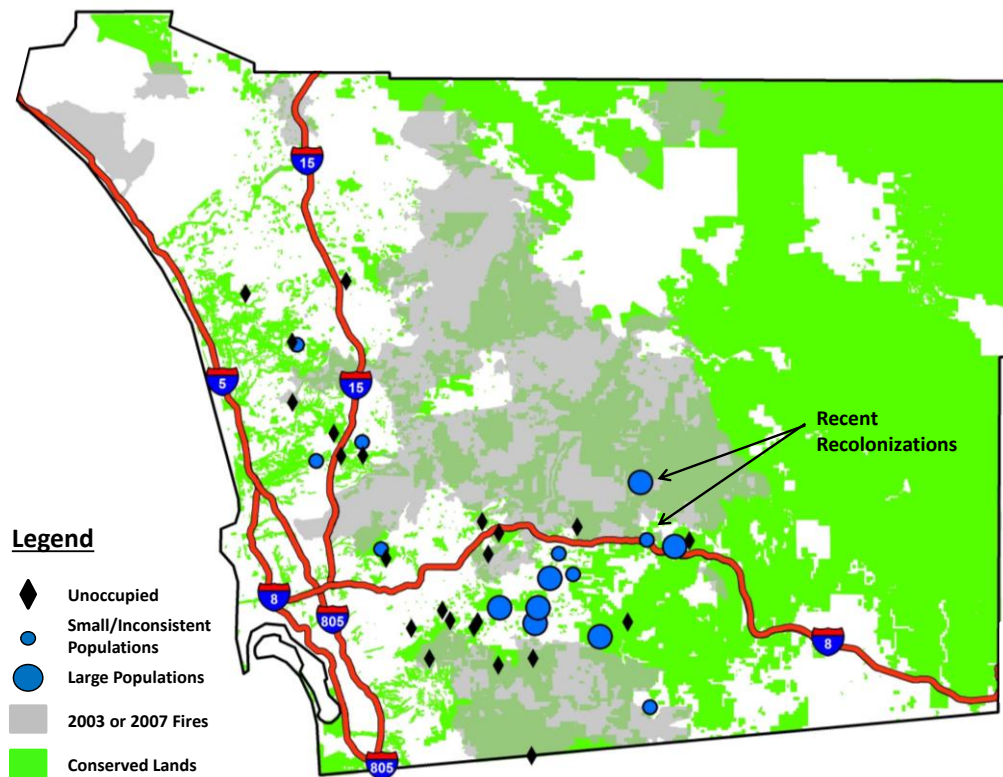 15
5
15
Recent
Recolonizations
Legend
Unoccupied
Small/Inconsistent
Populations
Large Populations
2003 or 2007 Fires
Conserved Lands
8
805
8
805